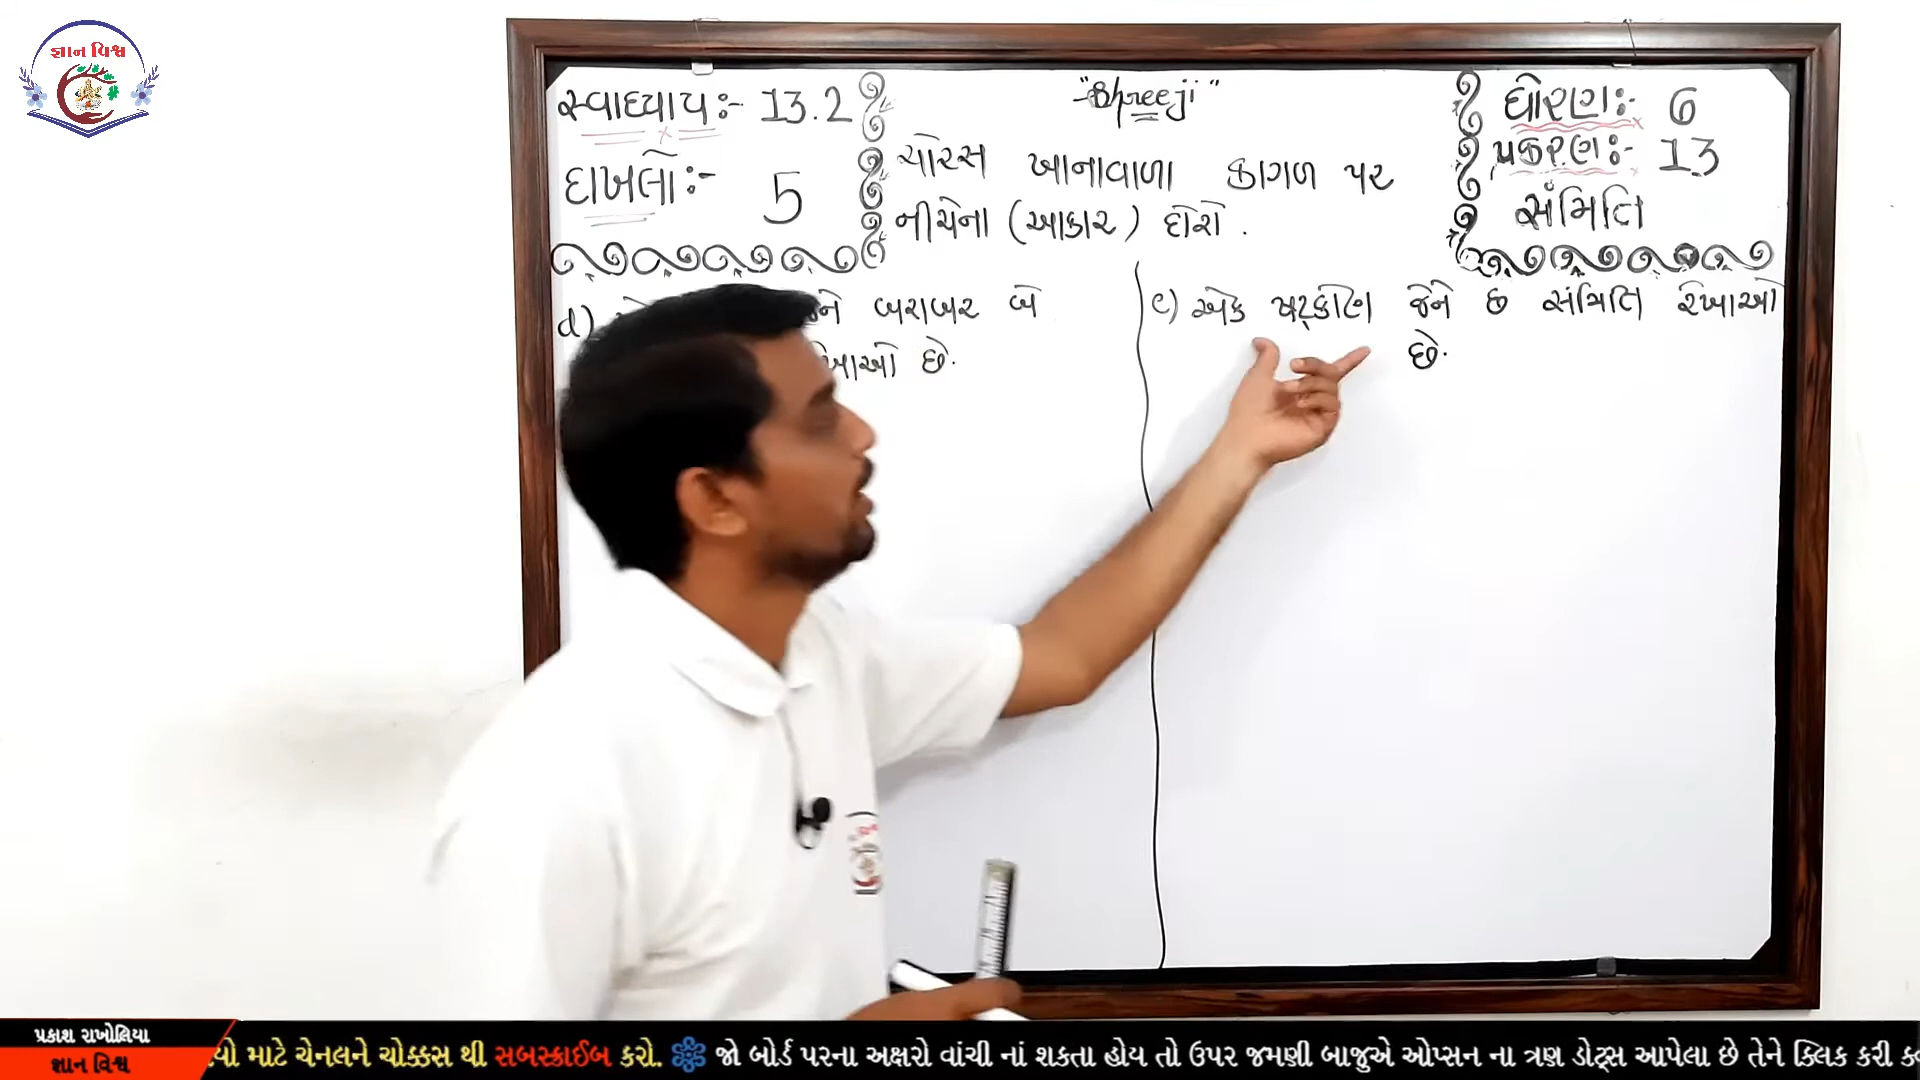 જ્ઞાન વિશ્વ
સ્વાધ્યાય :- 13.2
દાખલો :- 5
"Shreeji"
ચોરસ ખાનાવાળા કાગળ પર
નીચેના (આકાર) દોરો.
ધોરણ :- 6
પ્રકરણ :- 13
સંમિતિ
d) બરાબર બે
છે.
e) એક ષટ્કોણ જેને છ સંમિતિ રેખાઓ
છે.
પ્રકાશ રાખોલિયા
જ્ઞાન વિશ્વ
માટે ચેનલને ચોક્કસ થી સબસ્ક્રાઈબ કરો. જો બોર્ડ પરના અક્ષરો વાંચી નાં શકતા હોય તો ઉપર જમણી બાજુએ ઓપ્સન ના ત્રણ ડોટ્સ આપેલા છે તેને ક્લિક કરી